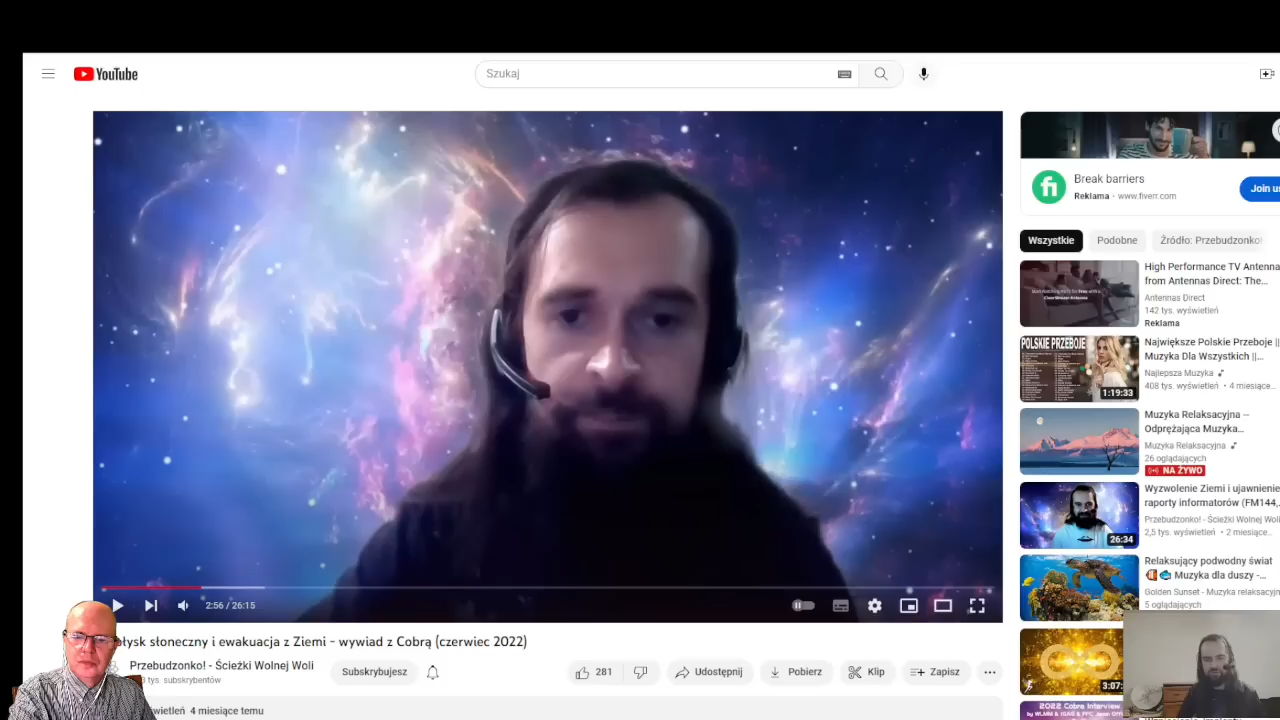 YouTube
Szukaj
Break barriers
Reklama · www.fiverr.com
Join us
Wszystkie
Podobne
Źródło: Przebudzonko!
High Performance TV Antenna
from Antennas Direct: The...
Antennas Direct
142 tys. wyświetleń
Reklama
POLSKIE PRZEBOJE
1:19:33
Największe Polskie Przeboje ||
Muzyka Dla Wszystkich ||...
Najlepsza Muzyka
408 tys. wyświetleń • 4 miesiące...
Muzyka Relaksacyjna --
Odprężająca Muzyka...
Muzyka Relaksacyjna
26 oglądających
NA ŻYWO
26:34
Wyzwolenie Ziemi i ujawnienie
raporty informatorów (FM144,...
Przebudzonko! - Ścieżki Wolnej Woli
2,5 tys. wyświetleń • 2 miesiące...
Relaksujący podwodny świat
Muzyka dla duszy -...
Golden Sunset - Muzyka relaksacyjn
5 oglądających
3:07:
2022 Cobra Interview
2:56 / 26:15
łysk słoneczny i ewakuacja z Ziemi - wywiad z Cobrą (czerwiec 2022)
Przebudzonko! - Ścieżki Wolnej Woli
tys. subskrybentów
Subskrybujesz
281
Udostępnij
Pobierz
Klip
Zapisz
wietleń 4 miesiące temu